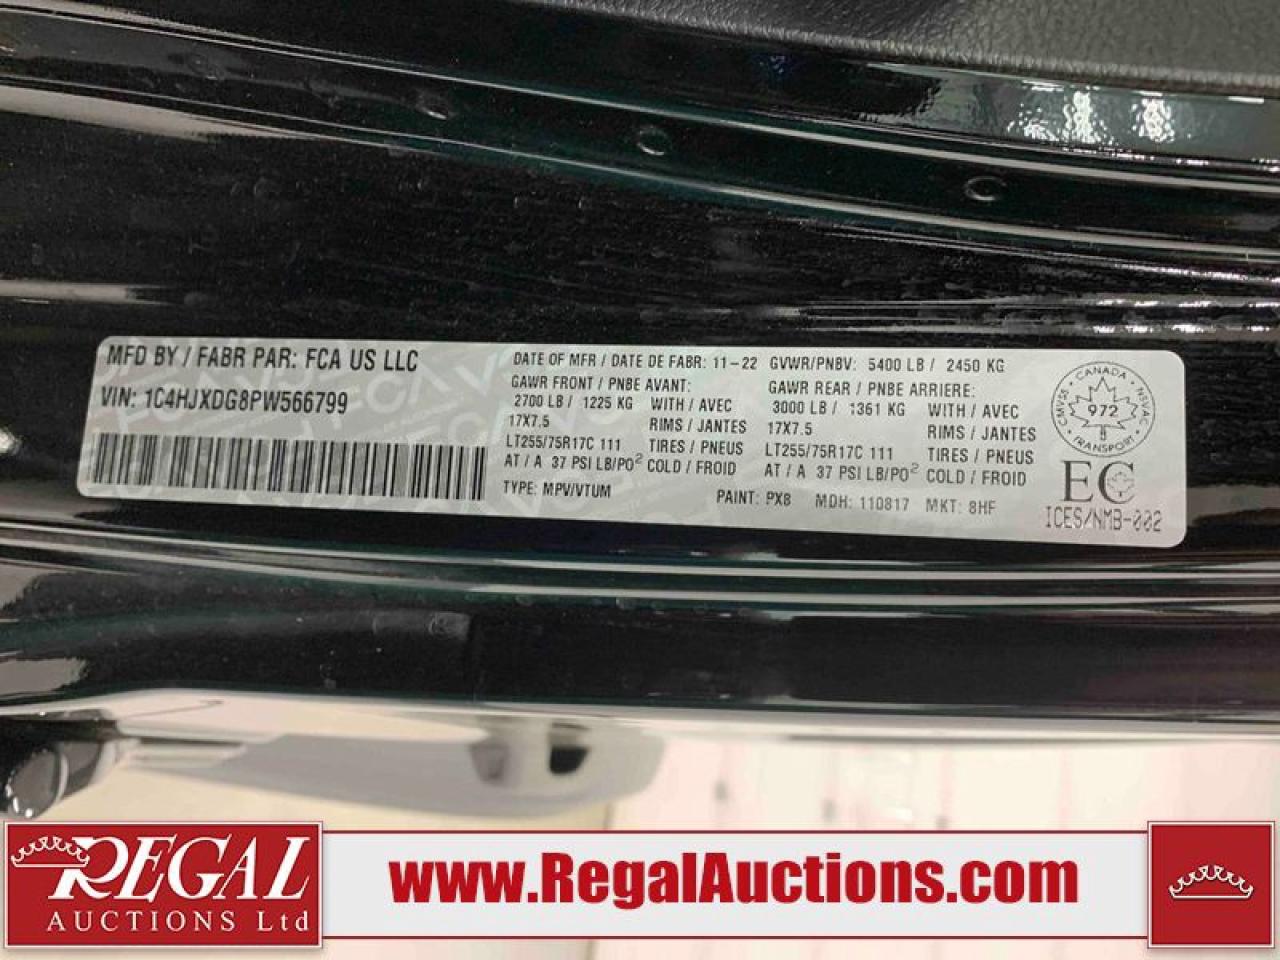 MFD BY / FABR PAR: FCA US LLC
VIN: 1C4HJXDG8PW566799
DATE OF MFR / DATE DE FABR: 11-22 GVWR/PNBV: 5400 LB / 2450 KG
GAWR FRONT / PNBE AVANT: GAWR REAR / PNBE ARRIERE:
2700 LB / 1225 KG WITH / AVEC 3000 LB / 1361 KG WITH / AVEC
17X7.5 RIMS / JANTES 17X7.5 RIMS / JANTES
LT255/75R17C 111 TIRES / PNEUS LT255/75R17C 111 TIRES / PNEUS
AT / A 37 PSI LB/PO² COLD / FROID AT / A 37 PSI LB/PO² COLD / FROID
TYPE: MPV/VTUM PAINT: PX8 MDH: 110817 MKT: 8HF
CMVSS · CANADA · NSVAC
972
TRANSPORT
EC
ICES/NMB-002
REGAL
AUCTIONS Ltd
www.RegalAuctions.com